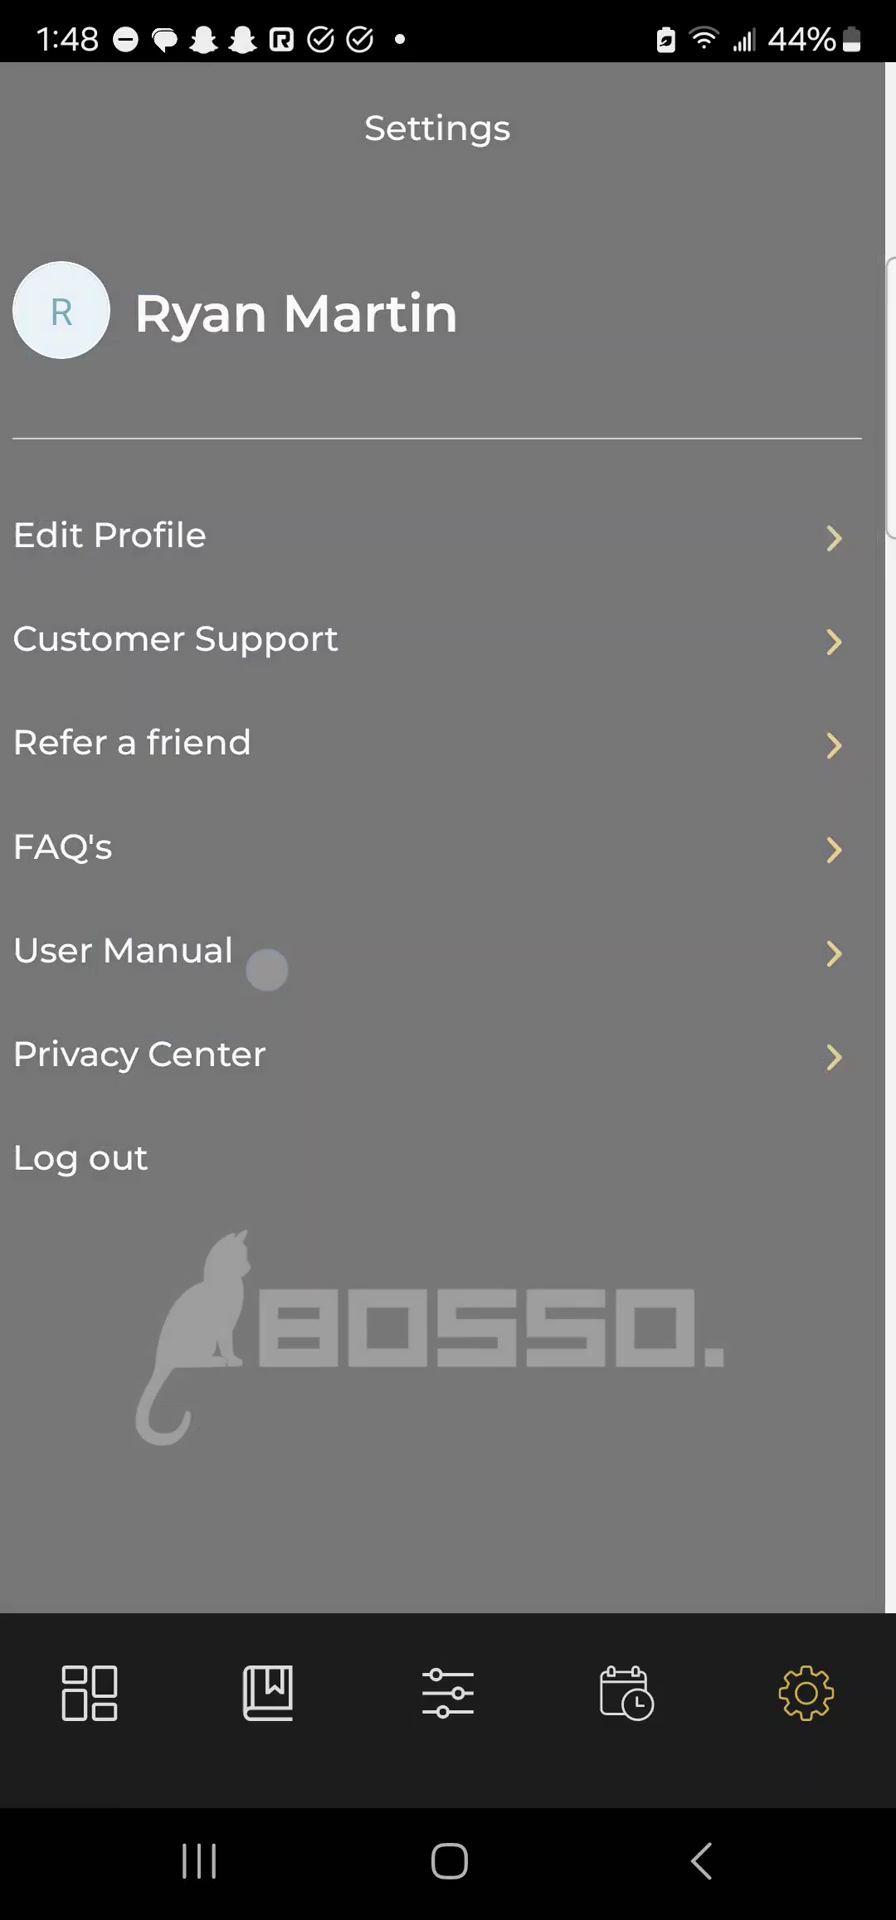 1:48 44%
Settings
R Ryan Martin
Edit Profile
Customer Support
Refer a friend
FAQ's
User Manual
Privacy Center
Log out
BOSSO.